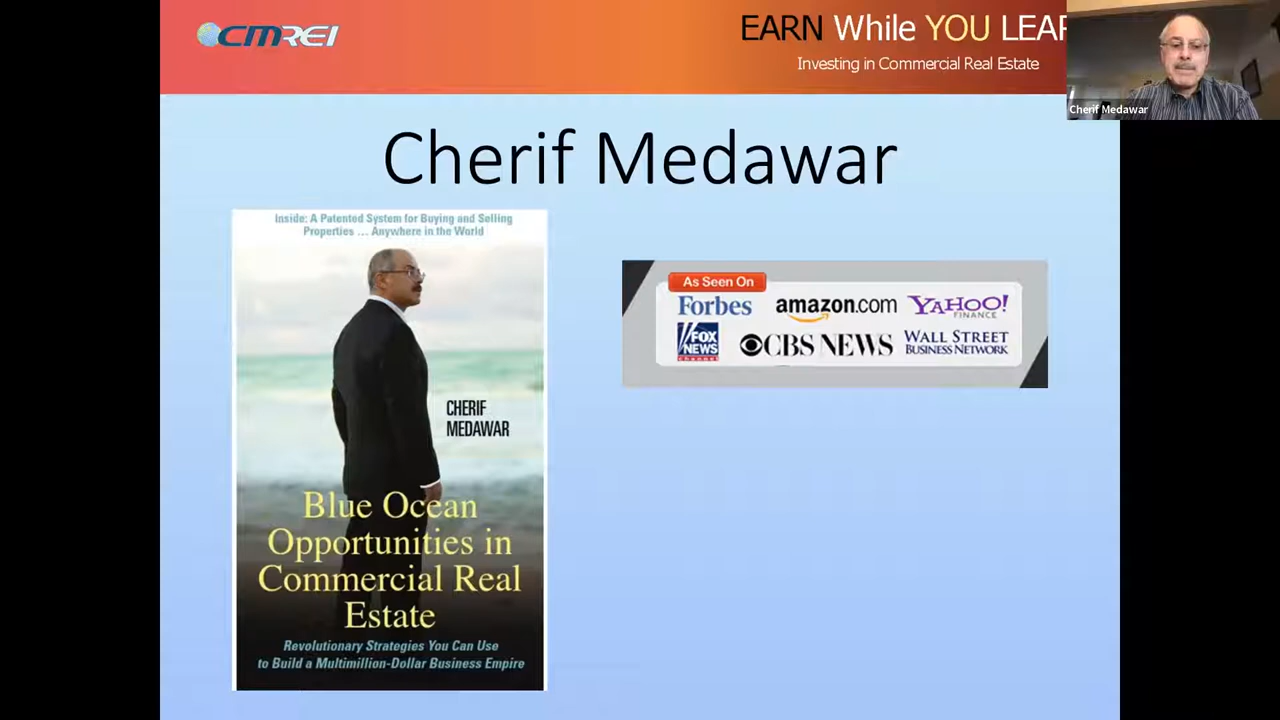 CMREI
EARN While YOU LEAR
Investing in Commercial Real Estate
Cherif Medawar
Cherif Medawar
Inside: A Patented System for Buying and Selling
Properties ... Anywhere in the World
CHERIF
MEDAWAR
Blue Ocean
Opportunities in
Commercial Real
Estate
Revolutionary Strategies You Can Use
to Build a Multimillion-Dollar Business Empire
As Seen On
Forbes
amazon.com
YAHOO!
FINANCE
FOX
NEWS
channel
CBS NEWS
WALL STREET
BUSINESS NETWORK